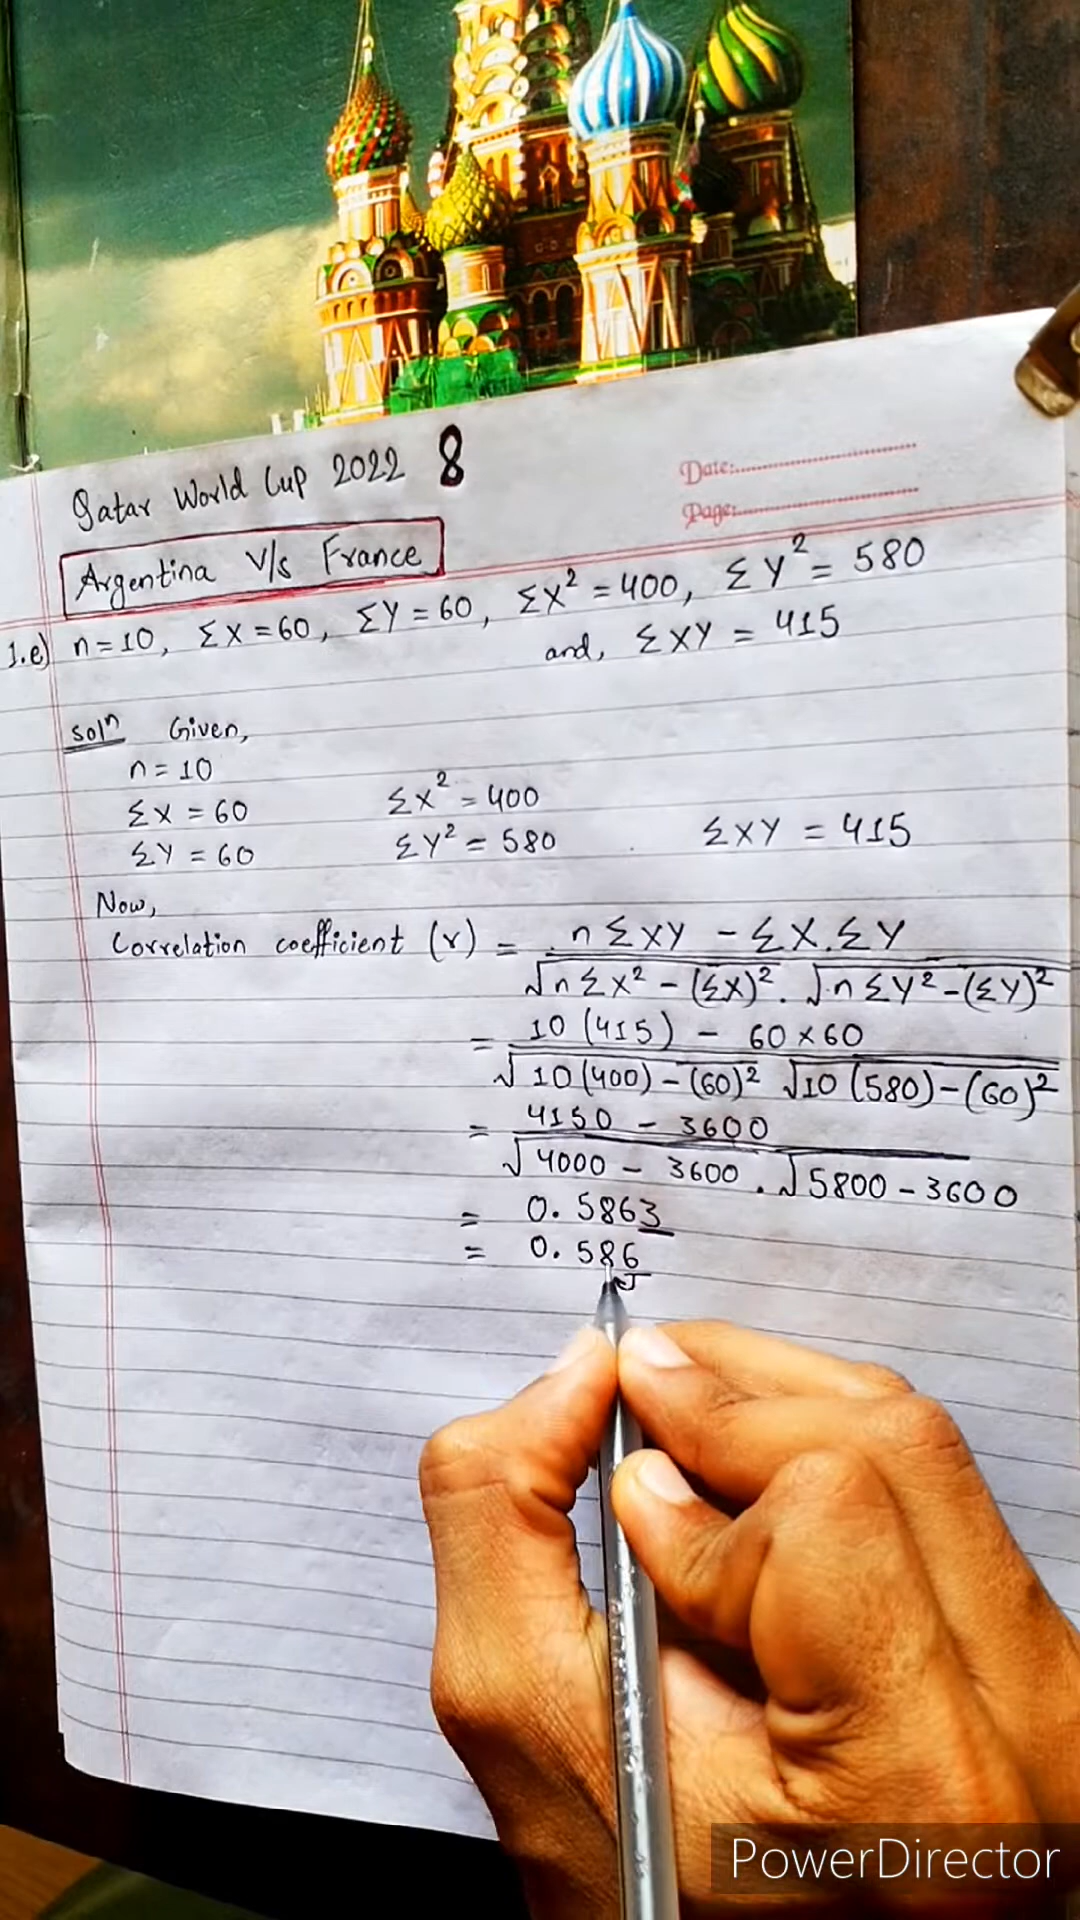 Qatar World Cup 2022 8
Date:
Page:
Argentina V/s France
1.e) n = 10, ΣX = 60, ΣY = 60, ΣX² = 400, ΣY² = 580
and, ΣXY = 415
Solⁿ Given,
n = 10
ΣX = 60 ΣX² = 400
ΣY = 60 ΣY² = 580 ΣXY = 415
Now,
Correlation coefficient (r) = nΣXY - ΣX.ΣY
√nΣX² - (ΣX)² . √nΣY² - (ΣY)²
= 10(415) - 60 × 60
√10(400) - (60)² √10(580) - (60)²
= 4150 - 3600
√4000 - 3600 . √5800 - 3600
= 0.5863
= 0.586
PowerDirector